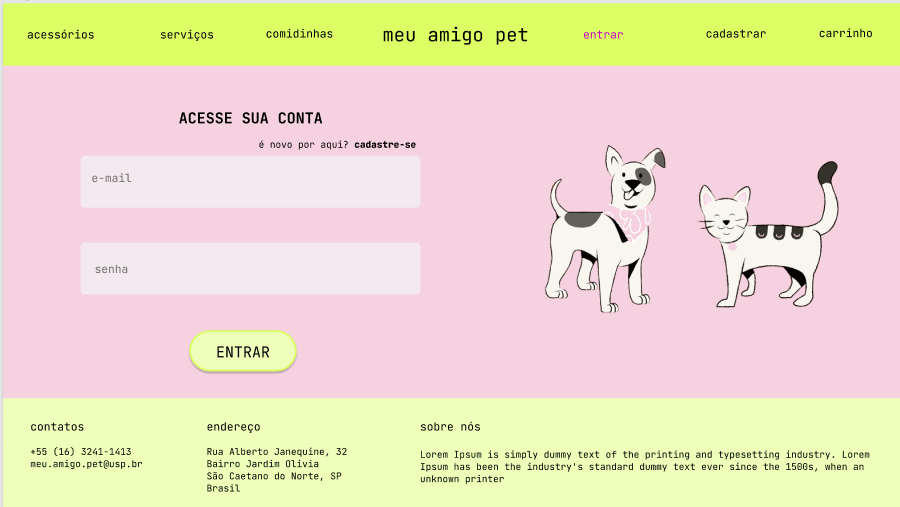 acessórios serviços comidinhas meu amigo pet entrar cadastrar carrinho
ACESSE SUA CONTA
é novo por aqui? cadastre-se
e-mail
senha
ENTRAR
contatos
+55 (16) 3241-1413
meu.amigo.pet@usp.br
endereço
Rua Alberto Janequine, 32
Bairro Jardim Olivia
São Caetano do Norte, SP
Brasil
sobre nós
Lorem Ipsum is simply dummy text of the printing and typesetting industry. Lorem
Ipsum has been the industry's standard dummy text ever since the 1500s, when an
unknown printer